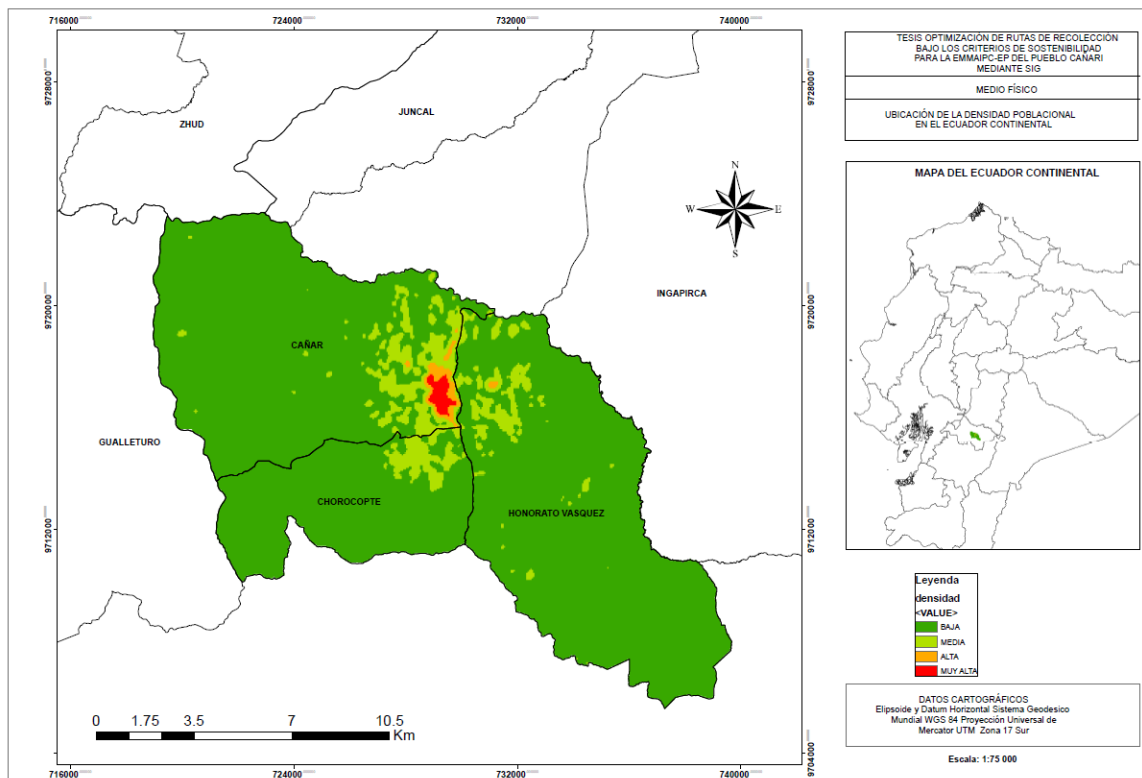 716000
724000
732000
740000
9728000
9728000
ZHUD
JUNCAL
N
W
E
S
INGAPIRCA
9720000
9720000
CAÑAR
GUALLETURO
CHOROCOPTE
HONORATO VASQUEZ
9712000
9712000
0 1.75 3.5 7 10.5
Km
9704000
716000
724000
732000
740000
TESIS OPTIMIZACIÓN DE RUTAS DE RECOLECCIÓN
BAJO LOS CRITERIOS DE SOSTENIBILIDAD
PARA LA EMMAIPC-EP DEL PUEBLO CAÑARI
MEDIANTE SIG
MEDIO FÍSICO
UBICACIÓN DE LA DENSIDAD POBLACIONAL
EN EL ECUADOR CONTINENTAL
MAPA DEL ECUADOR CONTINENTAL
Leyenda
densidad
<VALUE>
BAJA
MEDIA
ALTA
MUY ALTA
DATOS CARTOGRÁFICOS
Elipsoide y Datum Horizontal Sistema Geodesico
Mundial WGS 84 Proyección Universal de
Mercator UTM Zona 17 Sur
Escala: 1:75 000